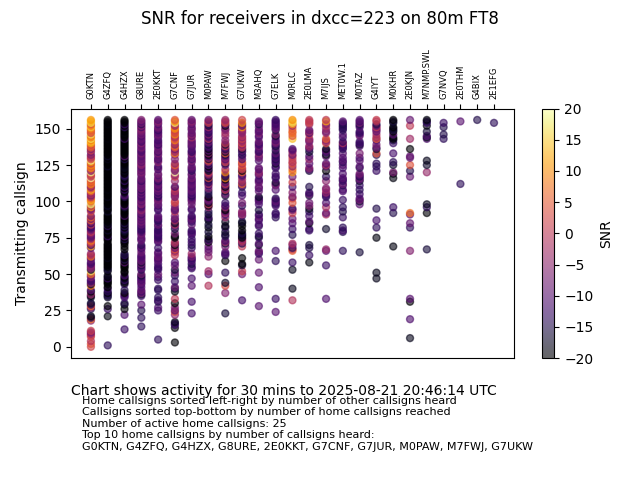 SNR for receivers in dxcc=223 on 80m FT8
G0KTN G4ZFQ G4HZX G8URE 2E0KKT G7CNF G7JUR M0PAW M7FWJ G7UKW M3AHQ G7ELK M0RLC 2E0LMA M7IJS ME7OW.1 M0TAZ G4IYT M0KHR 2E0KJN M7NMP.SWL G7NVQ 2E0THM G4BIX 2E1EFG
Transmitting callsign
150
125
100
75
50
25
0
20
15
10
5
0
−5
−10
−15
−20
SNR
Chart shows activity for 30 mins to 2025-08-21 20:46:14 UTC
Home callsigns sorted left-right by number of other callsigns heard
Callsigns sorted top-bottom by number of home callsigns reached
Number of active home callsigns: 25
Top 10 home callsigns by number of callsigns heard:
G0KTN, G4ZFQ, G4HZX, G8URE, 2E0KKT, G7CNF, G7JUR, M0PAW, M7FWJ, G7UKW